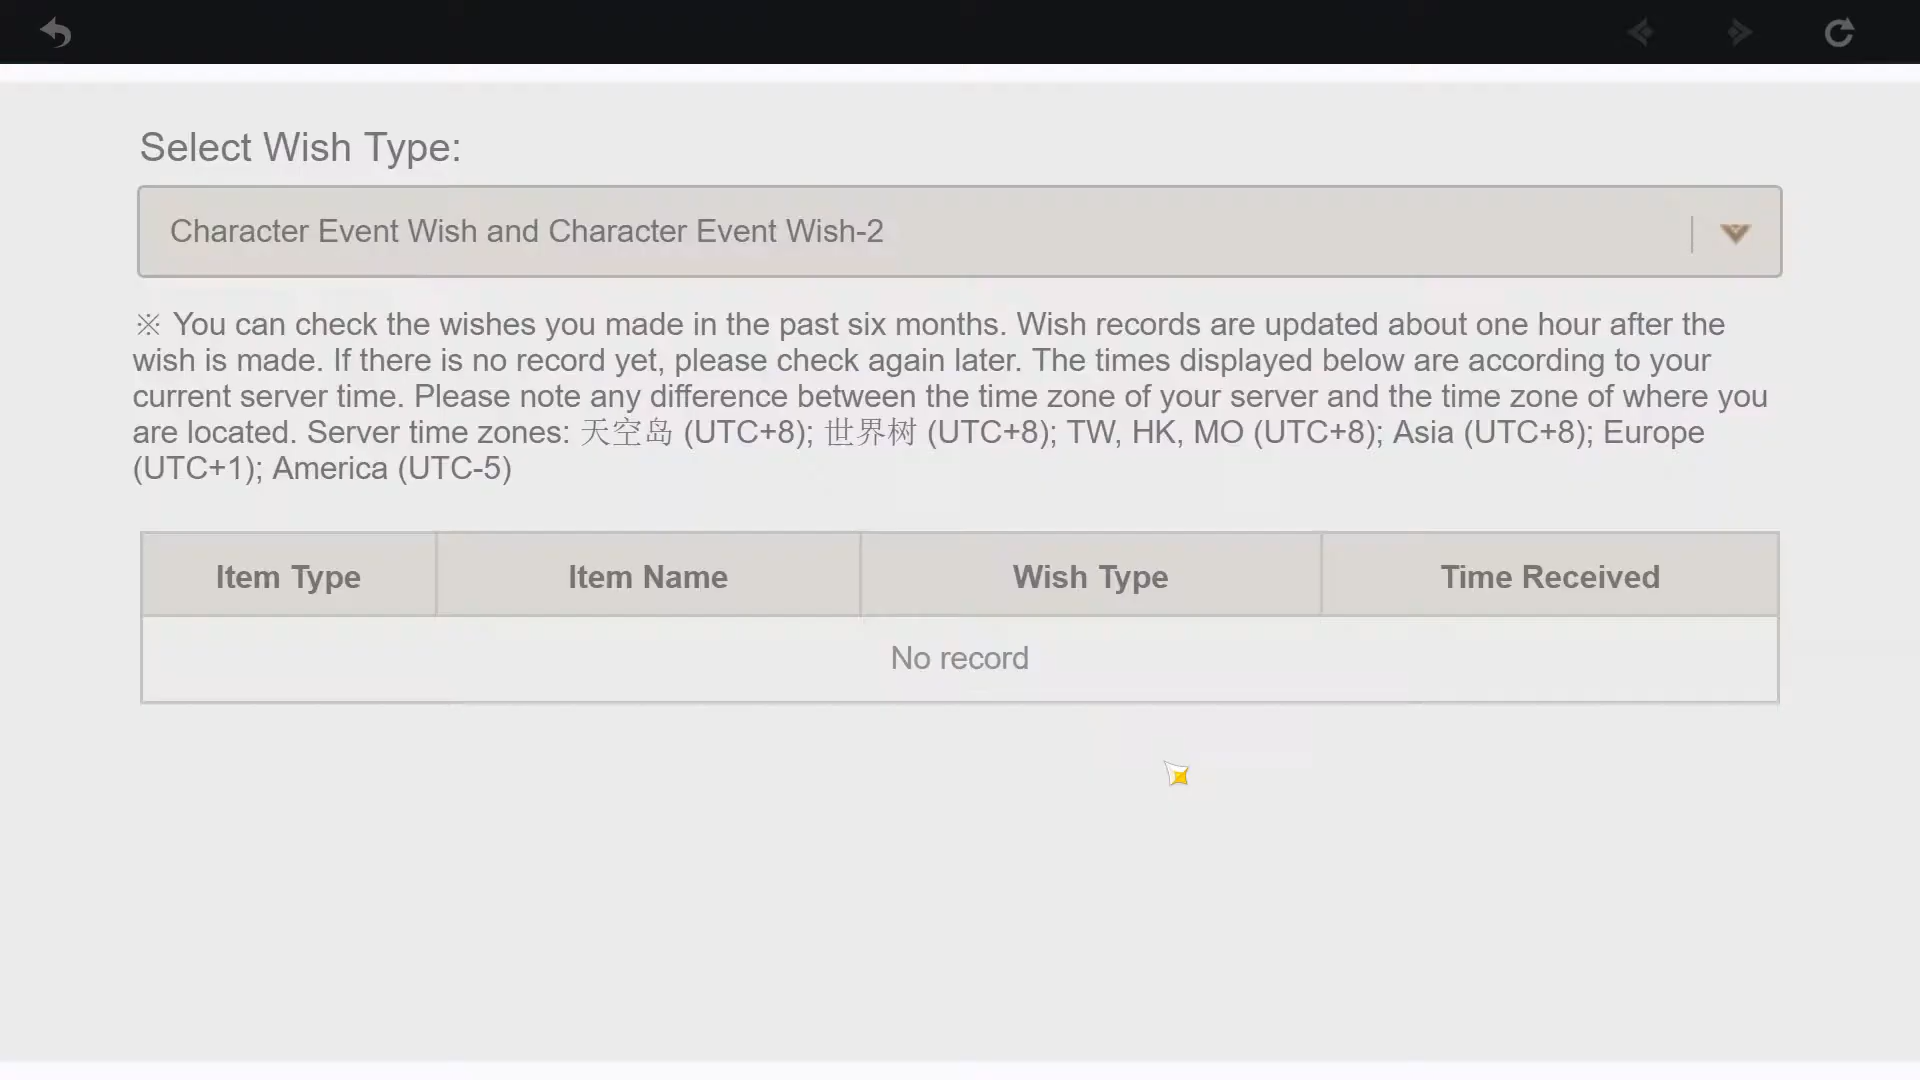 Select Wish Type:
Character Event Wish and Character Event Wish-2
※ You can check the wishes you made in the past six months. Wish records are updated about one hour after the
wish is made. If there is no record yet, please check again later. The times displayed below are according to your
current server time. Please note any difference between the time zone of your server and the time zone of where you
are located. Server time zones: 天空岛 (UTC+8); 世界树 (UTC+8); TW, HK, MO (UTC+8); Asia (UTC+8); Europe
(UTC+1); America (UTC-5)
Item Type Item Name Wish Type Time Received
No record